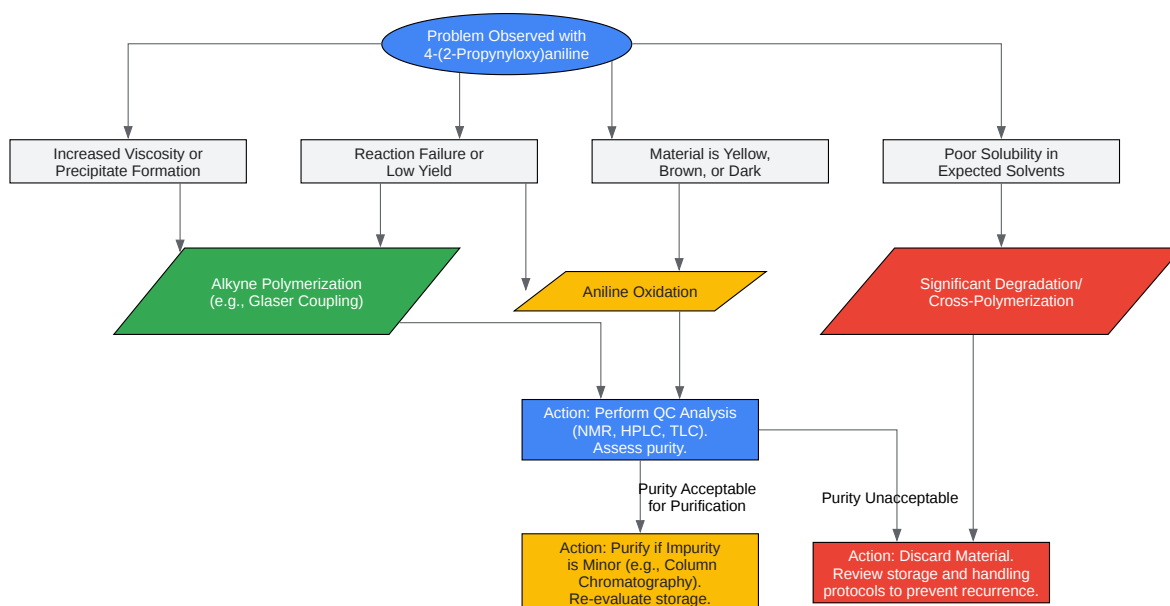 Problem Observed with
4-(2-Propynyloxy)aniline
Increased Viscosity or
Precipitate Formation
Reaction Failure or
Low Yield
Material is Yellow,
Brown, or Dark
Poor Solubility in
Expected Solvents
Alkyne Polymerization
(e.g., Glaser Coupling)
Aniline Oxidation
Significant Degradation/
Cross-Polymerization
Action: Perform QC Analysis
(NMR, HPLC, TLC).
Assess purity.
Purity Acceptable
for Purification
Purity Unacceptable
Action: Purify if Impurity
is Minor (e.g., Column
Chromatography).
Re-evaluate storage.
Action: Discard Material.
Review storage and handling
protocols to prevent recurrence.